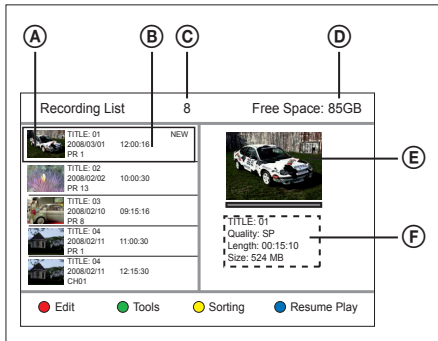 A B C D
Recording List 8 Free Space: 85GB
TITLE: 01 NEW
2008/03/01 12:00:16
PR 1
TITLE: 02
2008/02/02 10:00:30
PR 13
TITLE: 03
2008/02/10 09:15:16
PR 8
TITLE: 04
2008/02/11 11:00:30
PR 1
TITLE: 04
2008/02/11 12:15:30
CH01
E
TITLE: 01
Quality: SP
Length: 00:15:10
Size: 524 MB
F
Edit Tools Sorting Resume Play